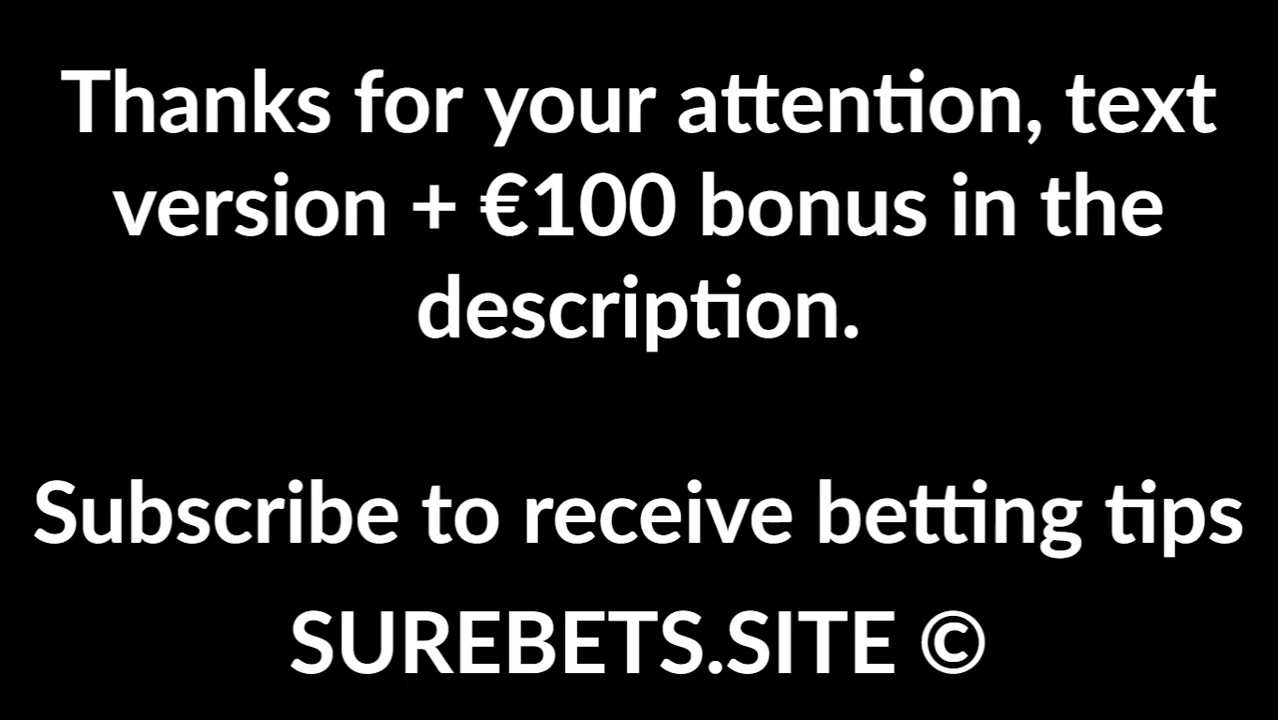 Thanks for your attention, text
version + €100 bonus in the
description.
Subscribe to receive betting tips
SUREBETS.SITE ©